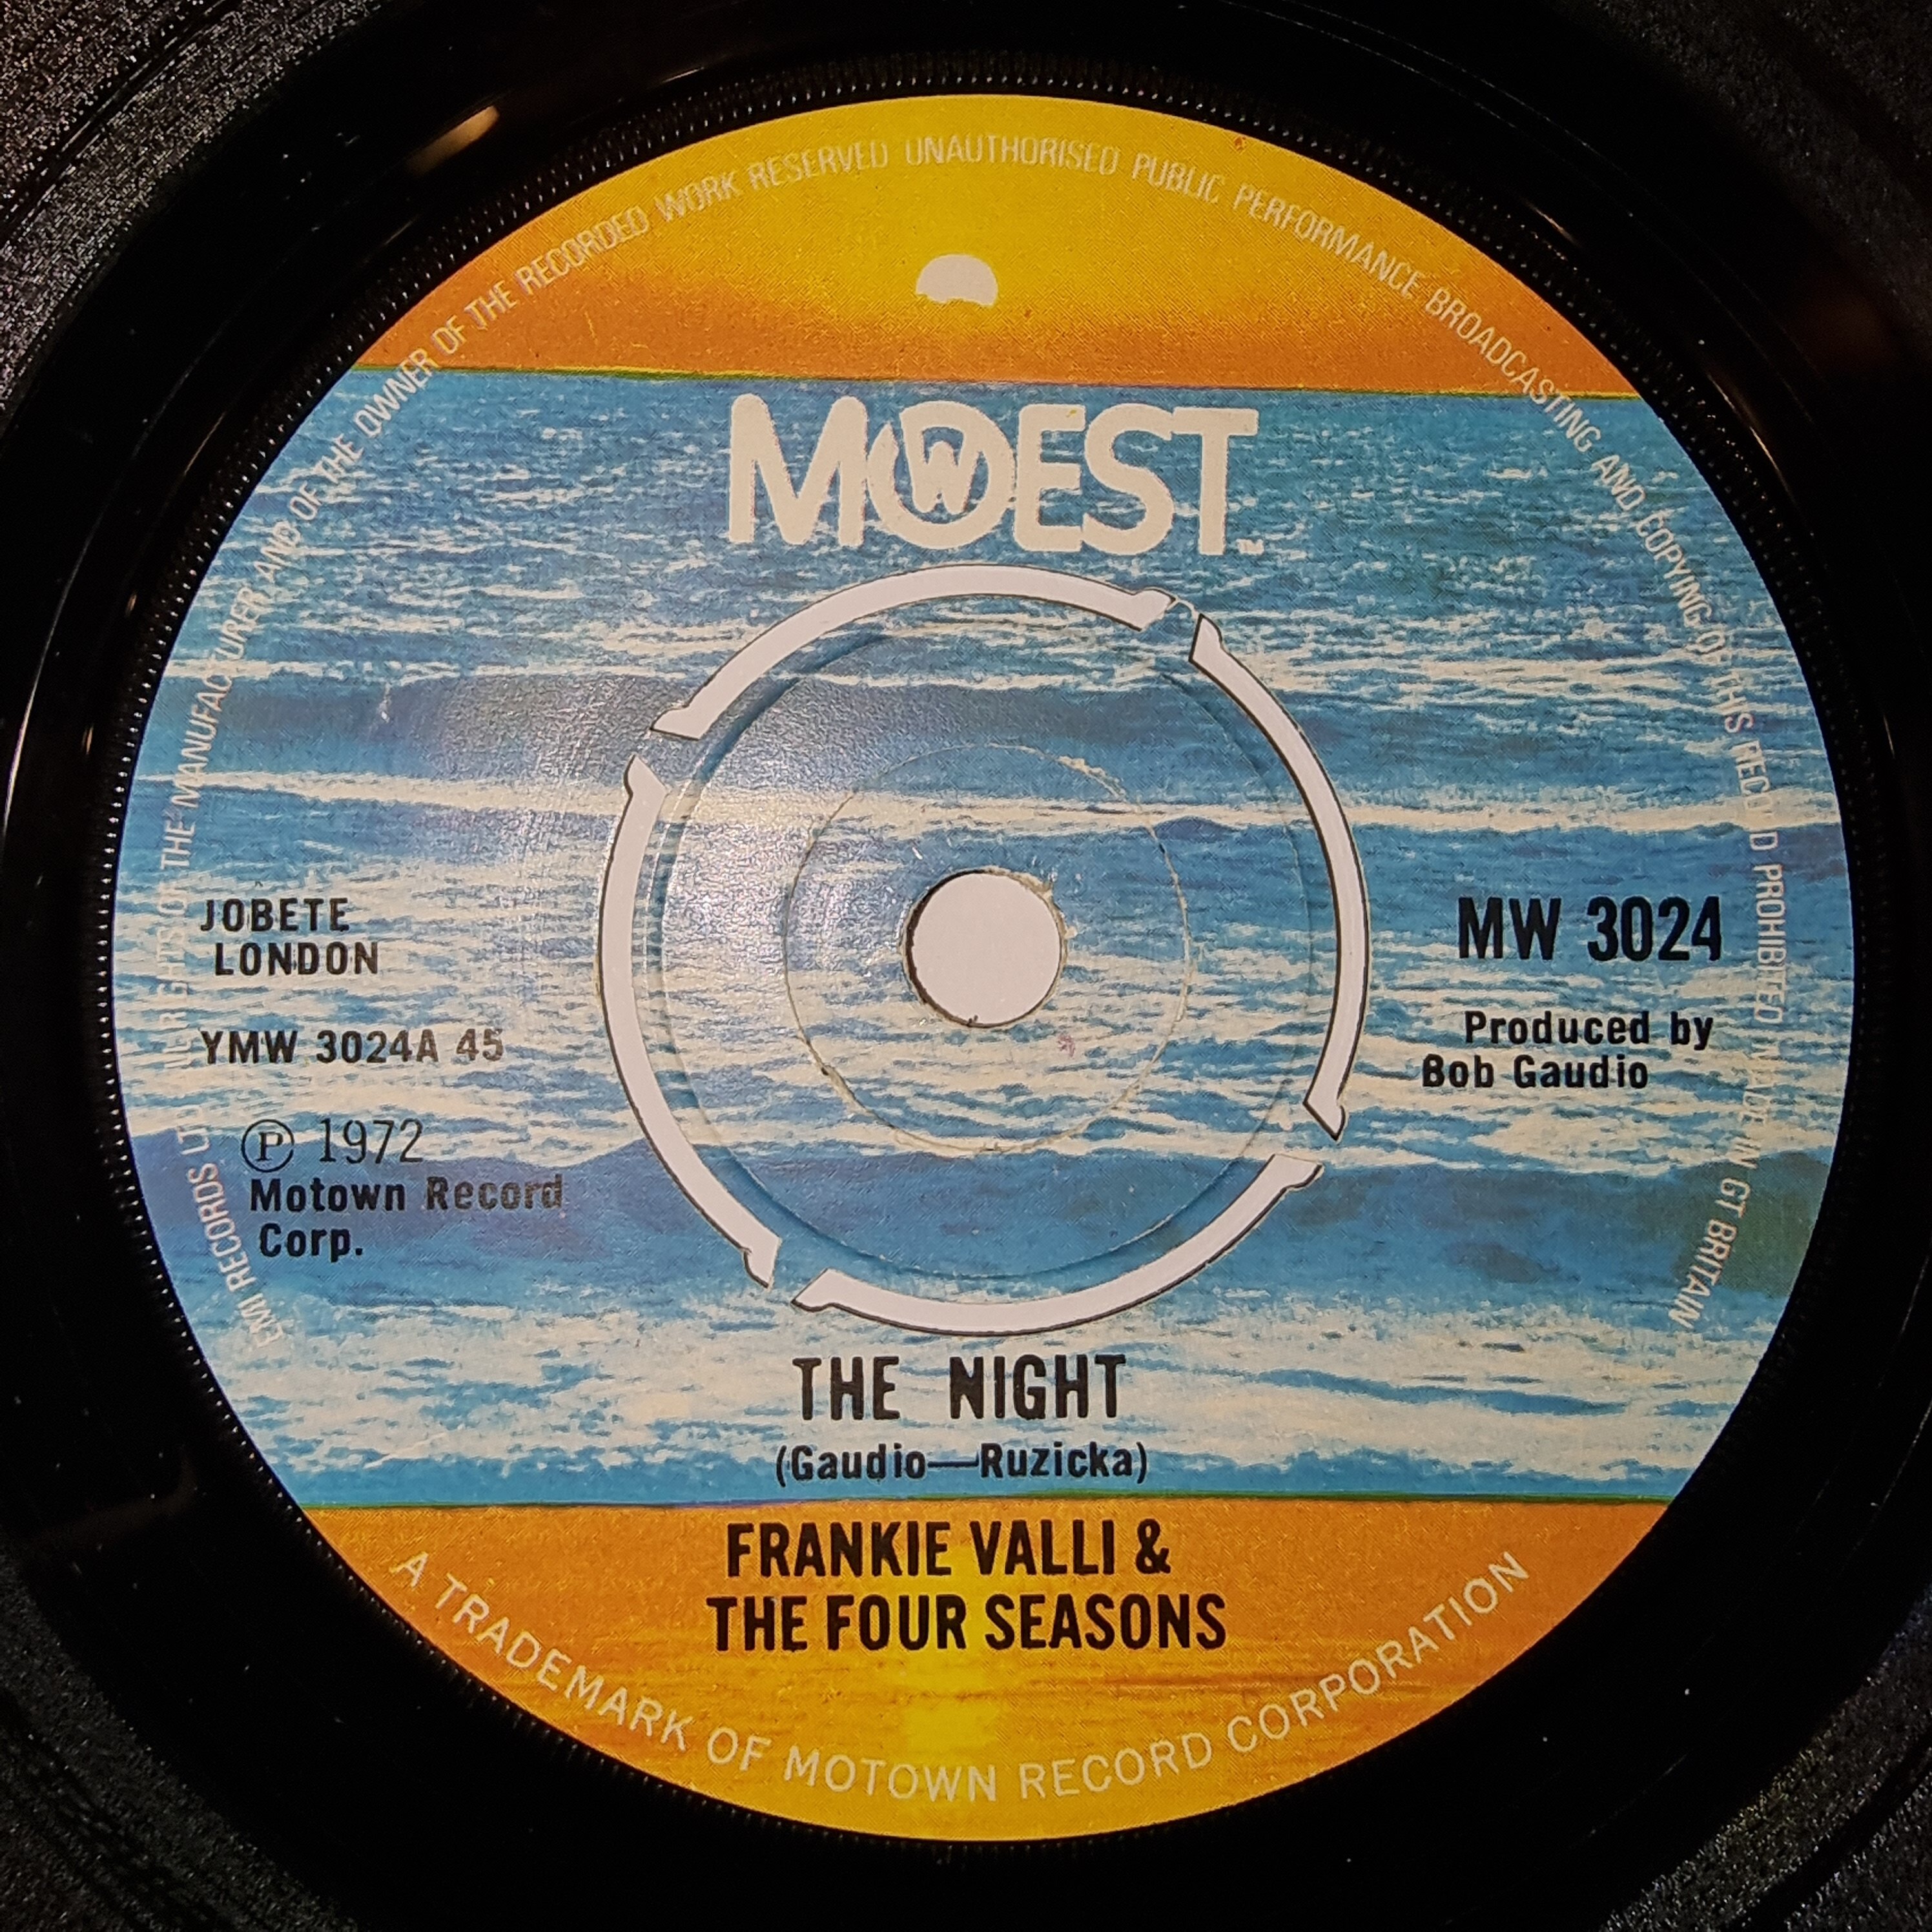 EMI RECORDS LTD ALL RIGHTS OF THE MANUFACTURER AND OF THE OWNER OF THE RECORDED WORK RESERVED UNAUTHORISED PUBLIC PERFORMANCE BROADCASTING AND COPYING OF THIS RECORD PROHIBITED MADE IN GT BRITAIN
MOWEST
TM
JOBETE
LONDON
YMW 3024A 45
Ⓟ 1972
Motown Record
Corp.
MW 3024
Produced by
Bob Gaudio
THE NIGHT
(Gaudio—Ruzicka)
FRANKIE VALLI &
THE FOUR SEASONS
A TRADEMARK OF MOTOWN RECORD CORPORATION